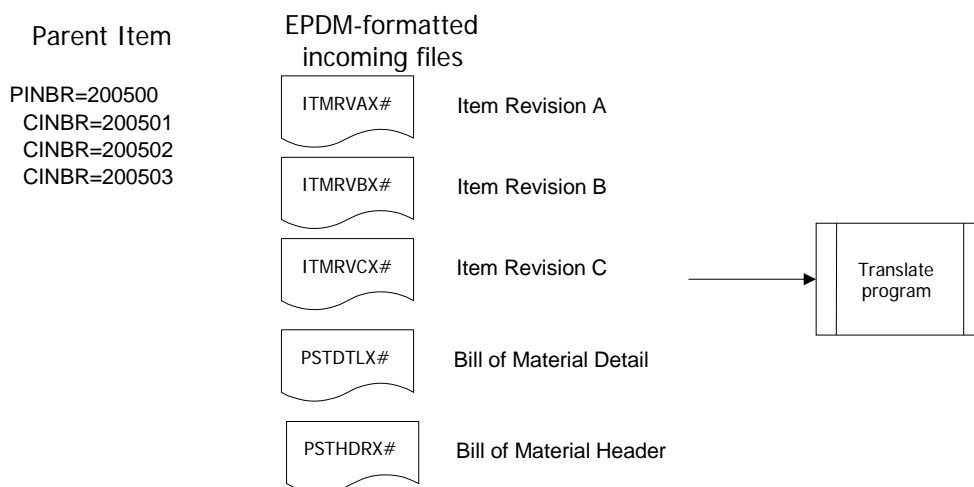 Parent Item
EPDM-formatted
incoming files
PINBR=200500
CINBR=200501
CINBR=200502
CINBR=200503
ITMRVAX#
Item Revision A
ITMRVBX#
Item Revision B
ITMRVCX#
Item Revision C
Translate
program
PSTDTLX#
Bill of Material Detail
PSTHDRX#
Bill of Material Header